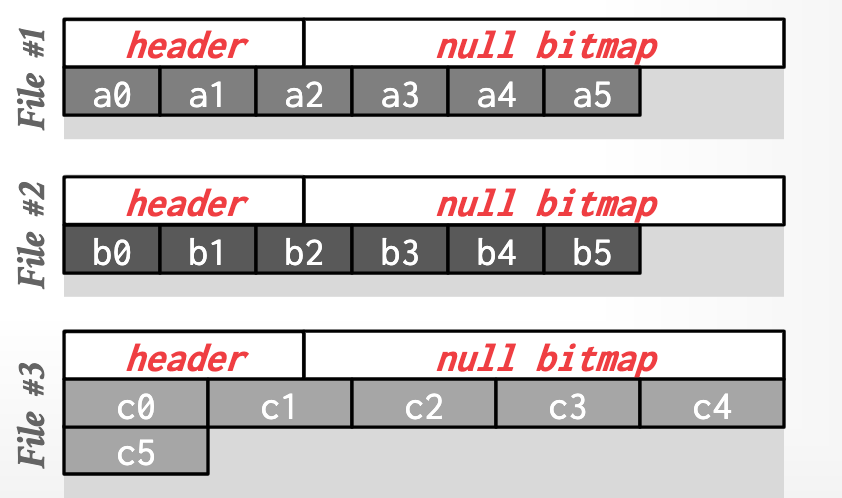 File #1
header null bitmap
a0 a1 a2 a3 a4 a5
File #2
header null bitmap
b0 b1 b2 b3 b4 b5
File #3
header null bitmap
c0 c1 c2 c3 c4
c5